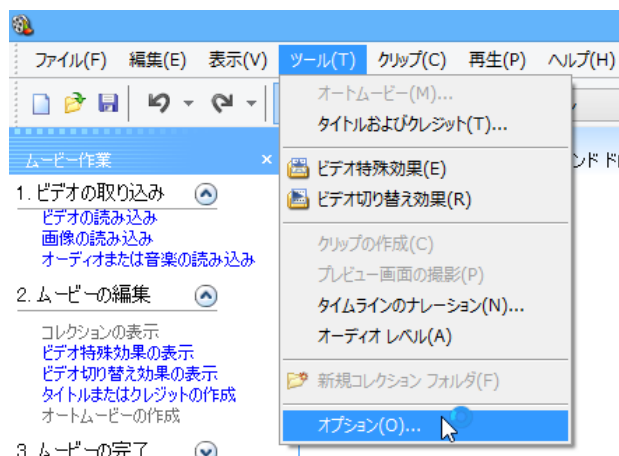 ファイル(F) 編集(E) 表示(V) ツール(T) クリップ(C) 再生(P) ヘルプ(H)
オートムービー(M)...
タイトルおよびクレジット(T)...
ビデオ特殊効果(E)
ビデオ切り替え効果(R)
クリップの作成(C)
プレビュー画面の撮影(P)
タイムラインのナレーション(N)...
オーディオ レベル(A)
新規コレクション フォルダ(F)
オプション(O)...
ムービー作業 ×
1. ビデオの取り込み
ビデオの読み込み
画像の読み込み
オーディオまたは音楽の読み込み
2. ムービーの編集
コレクションの表示
ビデオ特殊効果の表示
ビデオ切り替え効果の表示
タイトルまたはクレジットの作成
オートムービーの作成
3. ムービーの完了